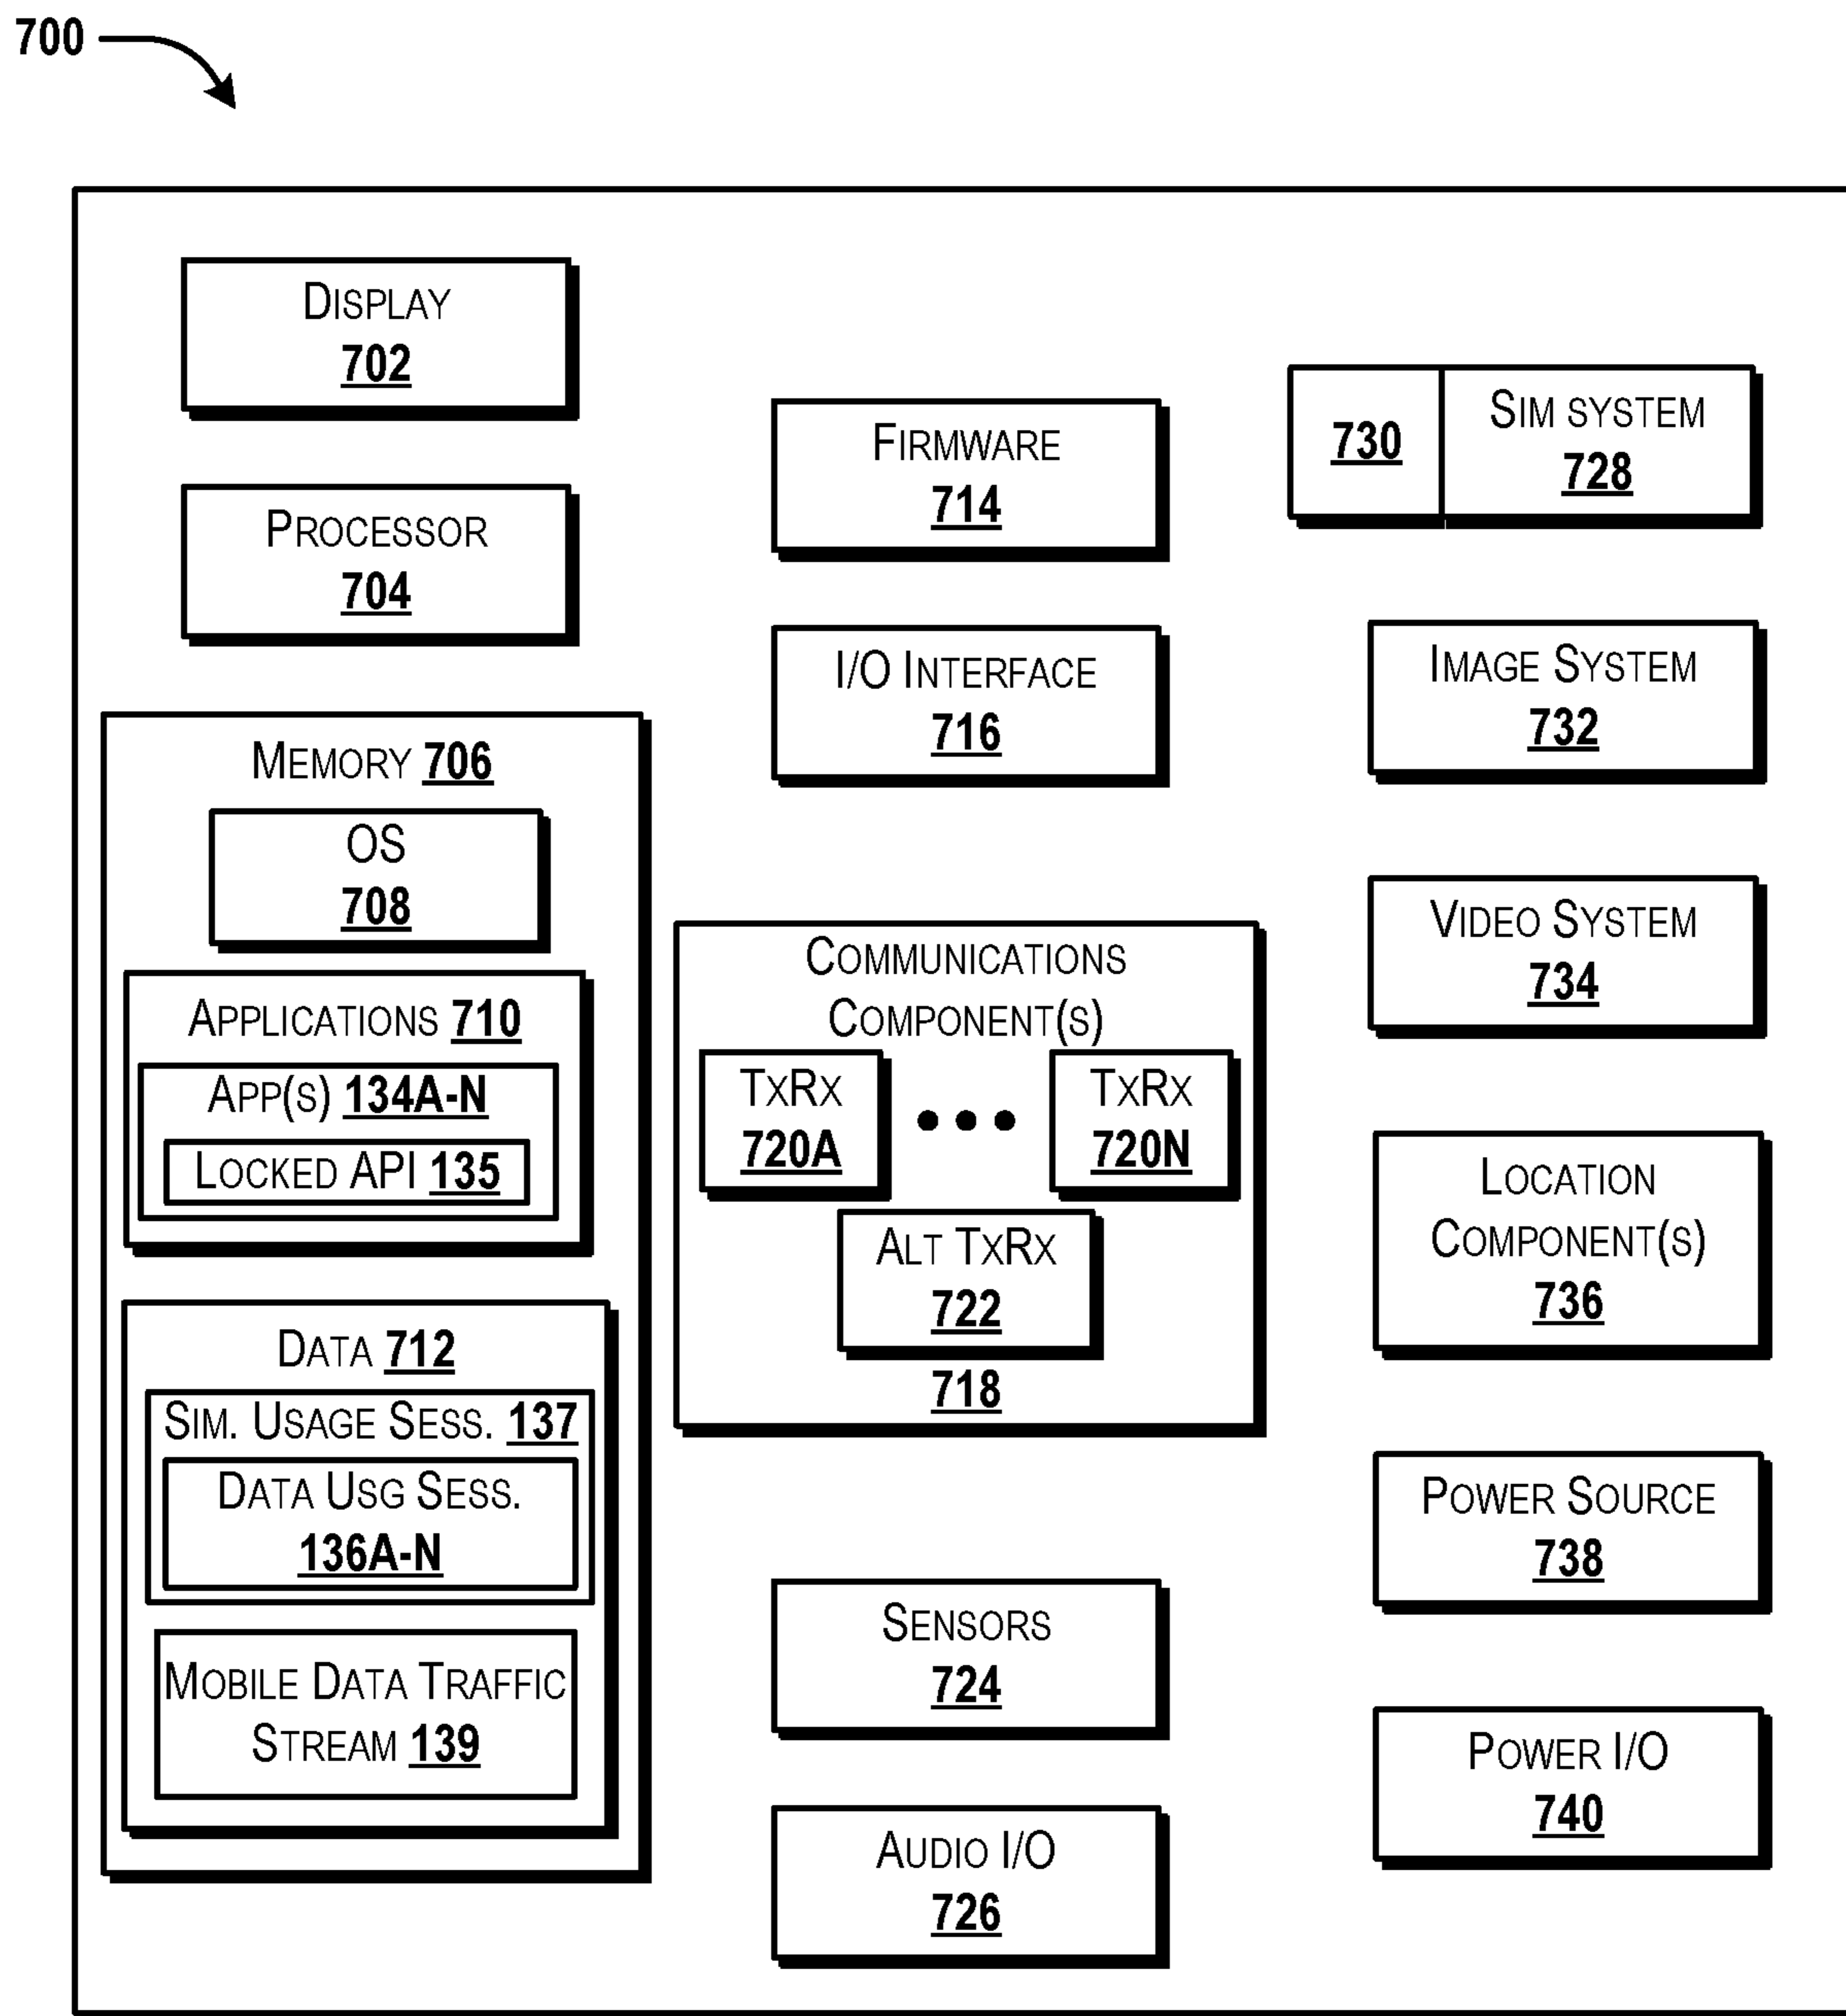 700
DISPLAY
702
PROCESSOR
704
MEMORY 706
OS
708
APPLICATIONS 710
APP(S) 134A-N
LOCKED API 135
DATA 712
SIM. USAGE SESS. 137
DATA USG SESS.
136A-N
MOBILE DATA TRAFFIC
STREAM 139
FIRMWARE
714
I/O INTERFACE
716
COMMUNICATIONS
COMPONENT(S)
TXRX
720A
TXRX
720N
ALT TXRX
722
718
SENSORS
724
AUDIO I/O
726
730
SIM SYSTEM
728
IMAGE SYSTEM
732
VIDEO SYSTEM
734
LOCATION
COMPONENT(S)
736
POWER SOURCE
738
POWER I/O
740